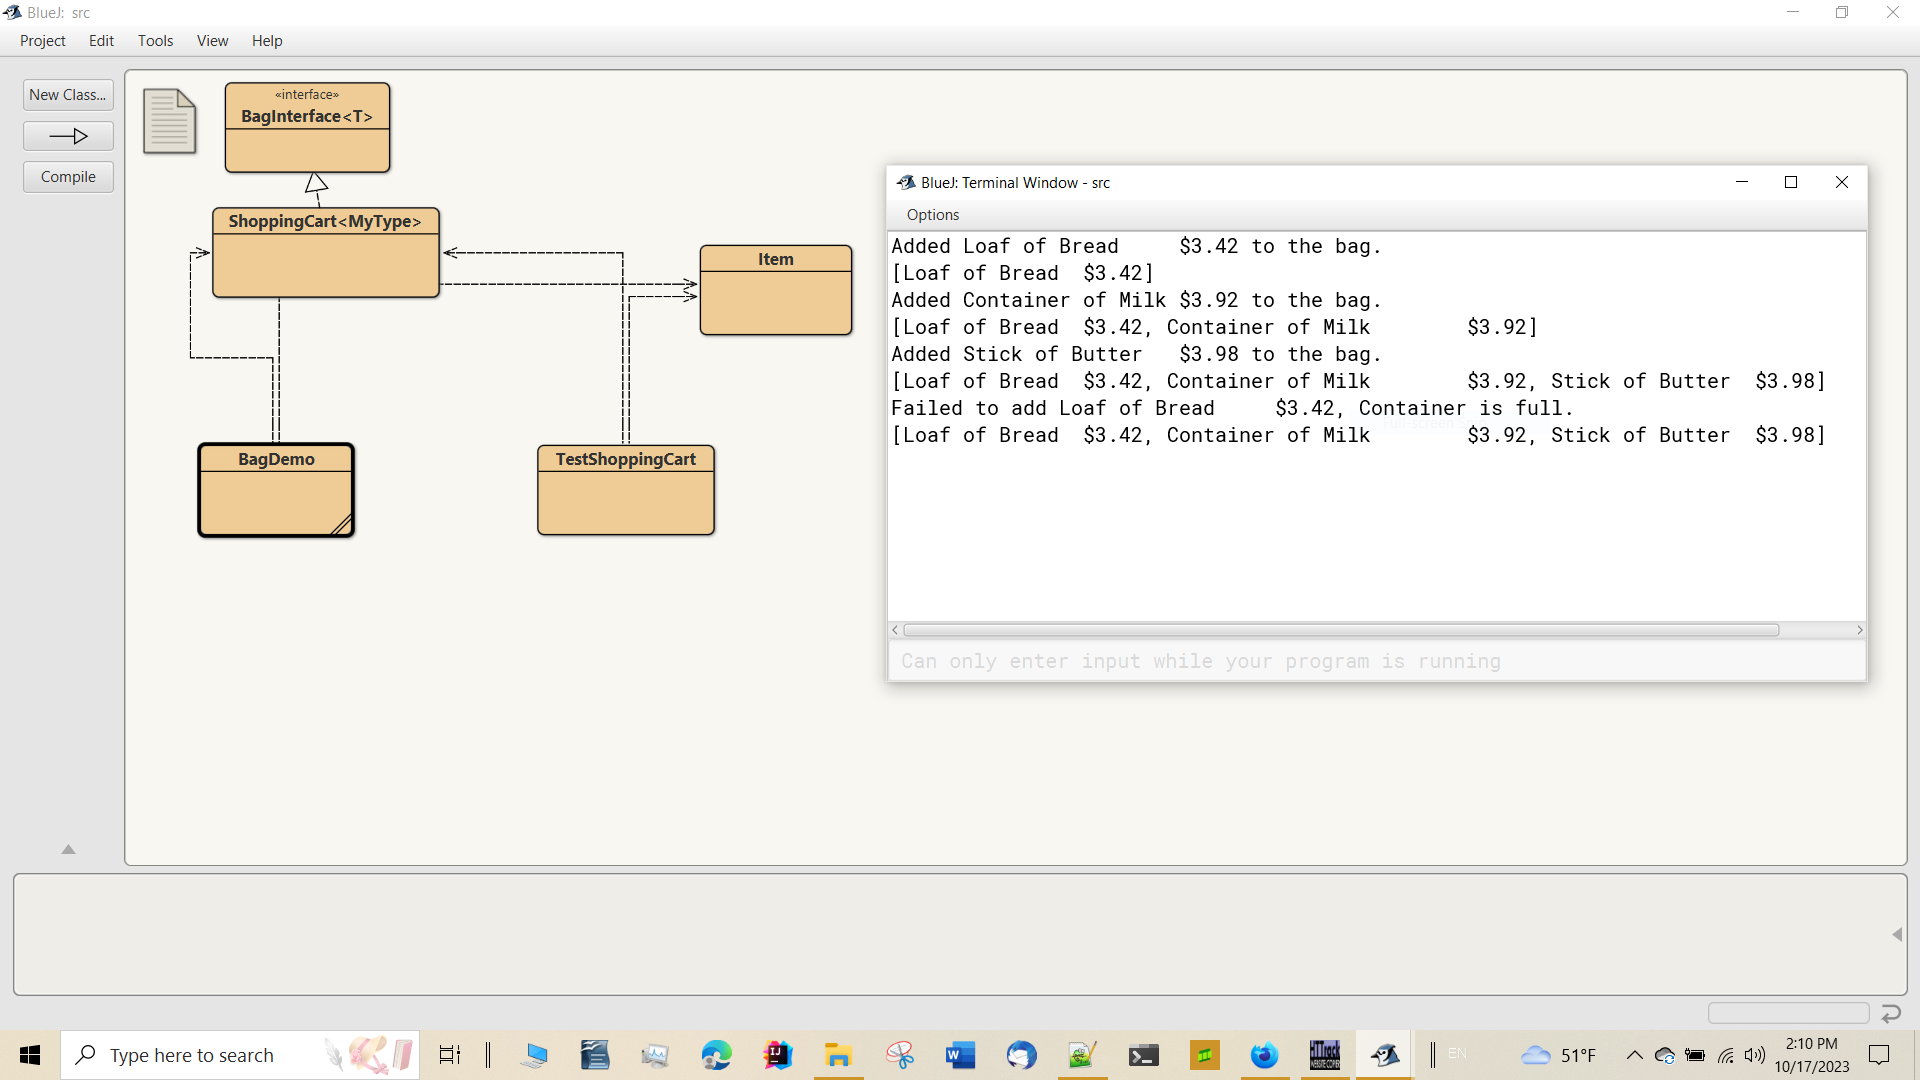 BlueJ: src
Project Edit Tools View Help
New Class...
Compile
«interface»
BagInterface<T>
ShoppingCart<MyType>
Item
BagDemo
TestShoppingCart
BlueJ: Terminal Window - src
Options
Added Loaf of Bread     $3.42 to the bag.
[Loaf of Bread  $3.42]
Added Container of Milk $3.92 to the bag.
[Loaf of Bread  $3.42, Container of Milk        $3.92]
Added Stick of Butter   $3.98 to the bag.
[Loaf of Bread  $3.42, Container of Milk        $3.92, Stick of Butter  $3.98]
Failed to add Loaf of Bread     $3.42, Container is full.
[Loaf of Bread  $3.42, Container of Milk        $3.92, Stick of Butter  $3.98]
Can only enter input while your program is running
Type here to search
EN
51°F
2:10 PM
10/17/2023